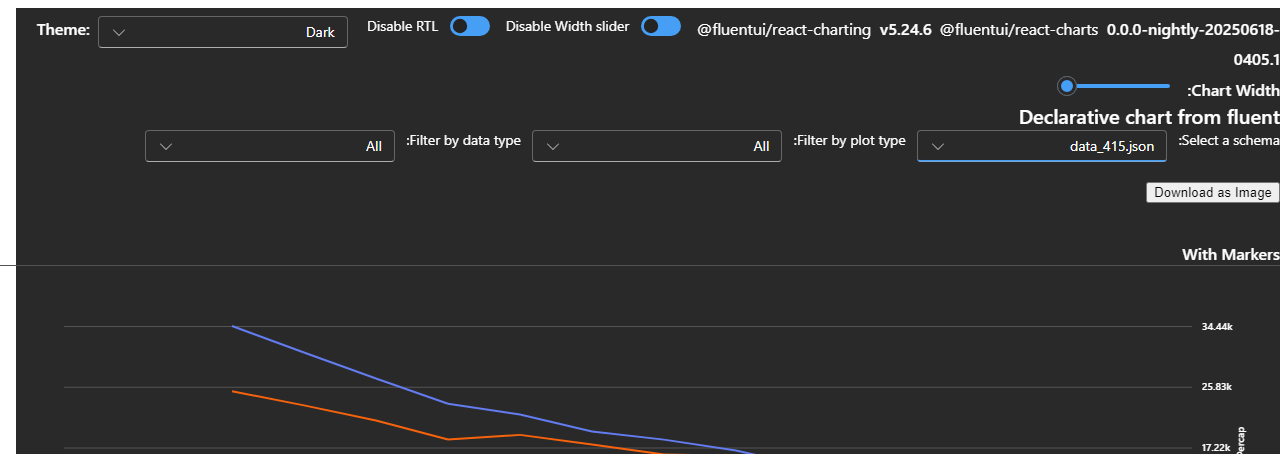 Theme: Dark Disable RTL Disable Width slider @fluentui/react-charting v5.24.6 @fluentui/react-charts 0.0.0-nightly-20250618-
0405.1
:Chart Width
Declarative chart from fluent
:Select a schema data_415.json :Filter by plot type All :Filter by data type All
Download as Image
With Markers
34.44k
25.83k
17.22k
Percap